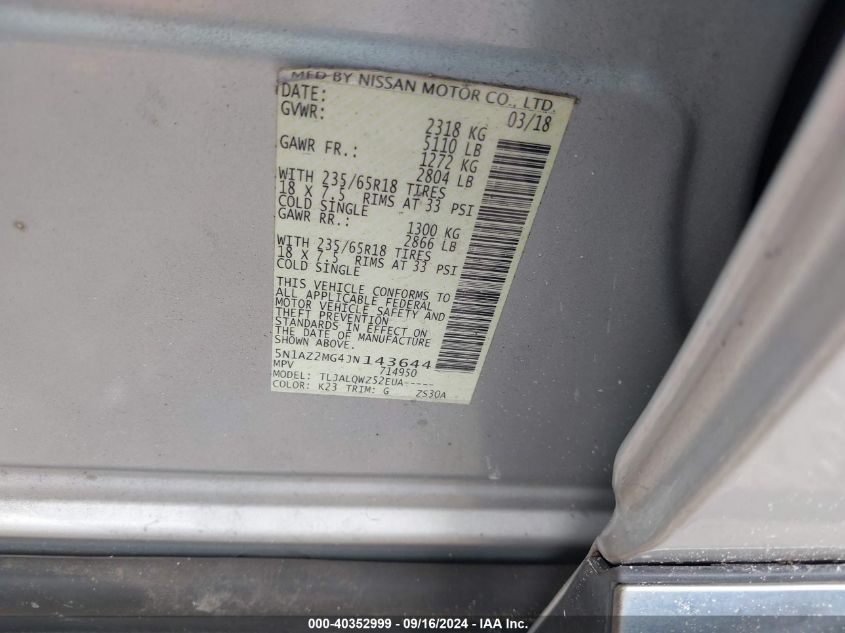 MFD BY NISSAN MOTOR CO., LTD.
DATE: 03/18
GVWR: 2318 KG
5110 LB
GAWR FR.: 1272 KG
2804 LB
WITH 235/65R18 TIRES
18 X 7.5 RIMS AT 33 PSI
COLD SINGLE
GAWR RR.: 1300 KG
2866 LB
WITH 235/65R18 TIRES
18 X 7.5 RIMS AT 33 PSI
COLD SINGLE
THIS VEHICLE CONFORMS TO
ALL APPLICABLE FEDERAL
MOTOR VEHICLE SAFETY AND
THEFT PREVENTION
STANDARDS IN EFFECT ON
THE DATE OF MANUFACTURE
SHOWN ABOVE.
5N1AZ2MG4JN143644
MPV 714950
MODEL: TL3ALQWZ52EUA-----
COLOR: K23 TRIM: G ZS3OA
000-40352999 / 09/16/2024 - IAA Inc.